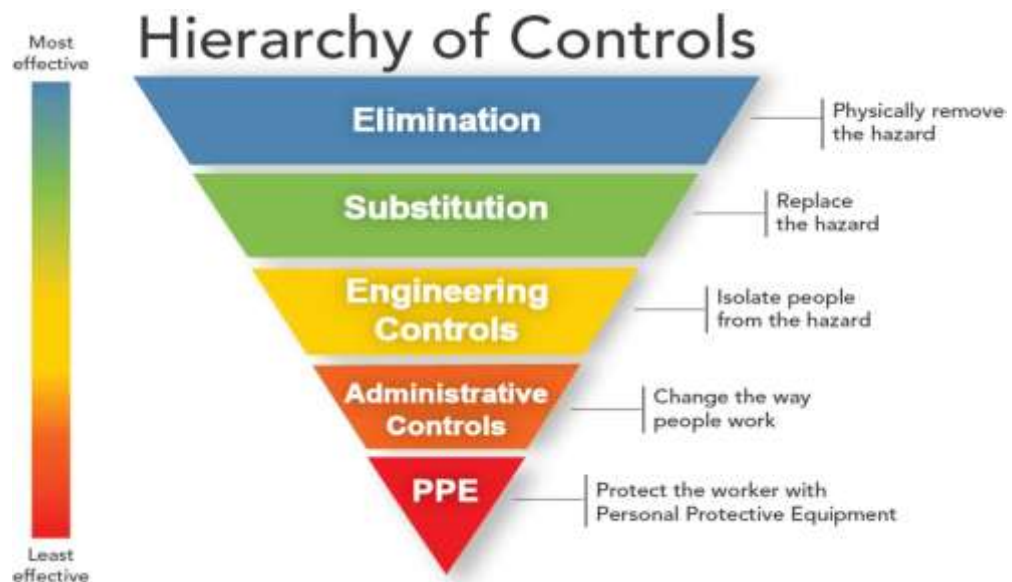 Hierarchy of Controls
Most
effective
Elimination
Physically remove
the hazard
Substitution
Replace
the hazard
Engineering
Controls
Isolate people
from the hazard
Administrative
Controls
Change the way
people work
PPE
Protect the worker with
Personal Protective Equipment
Least
effective